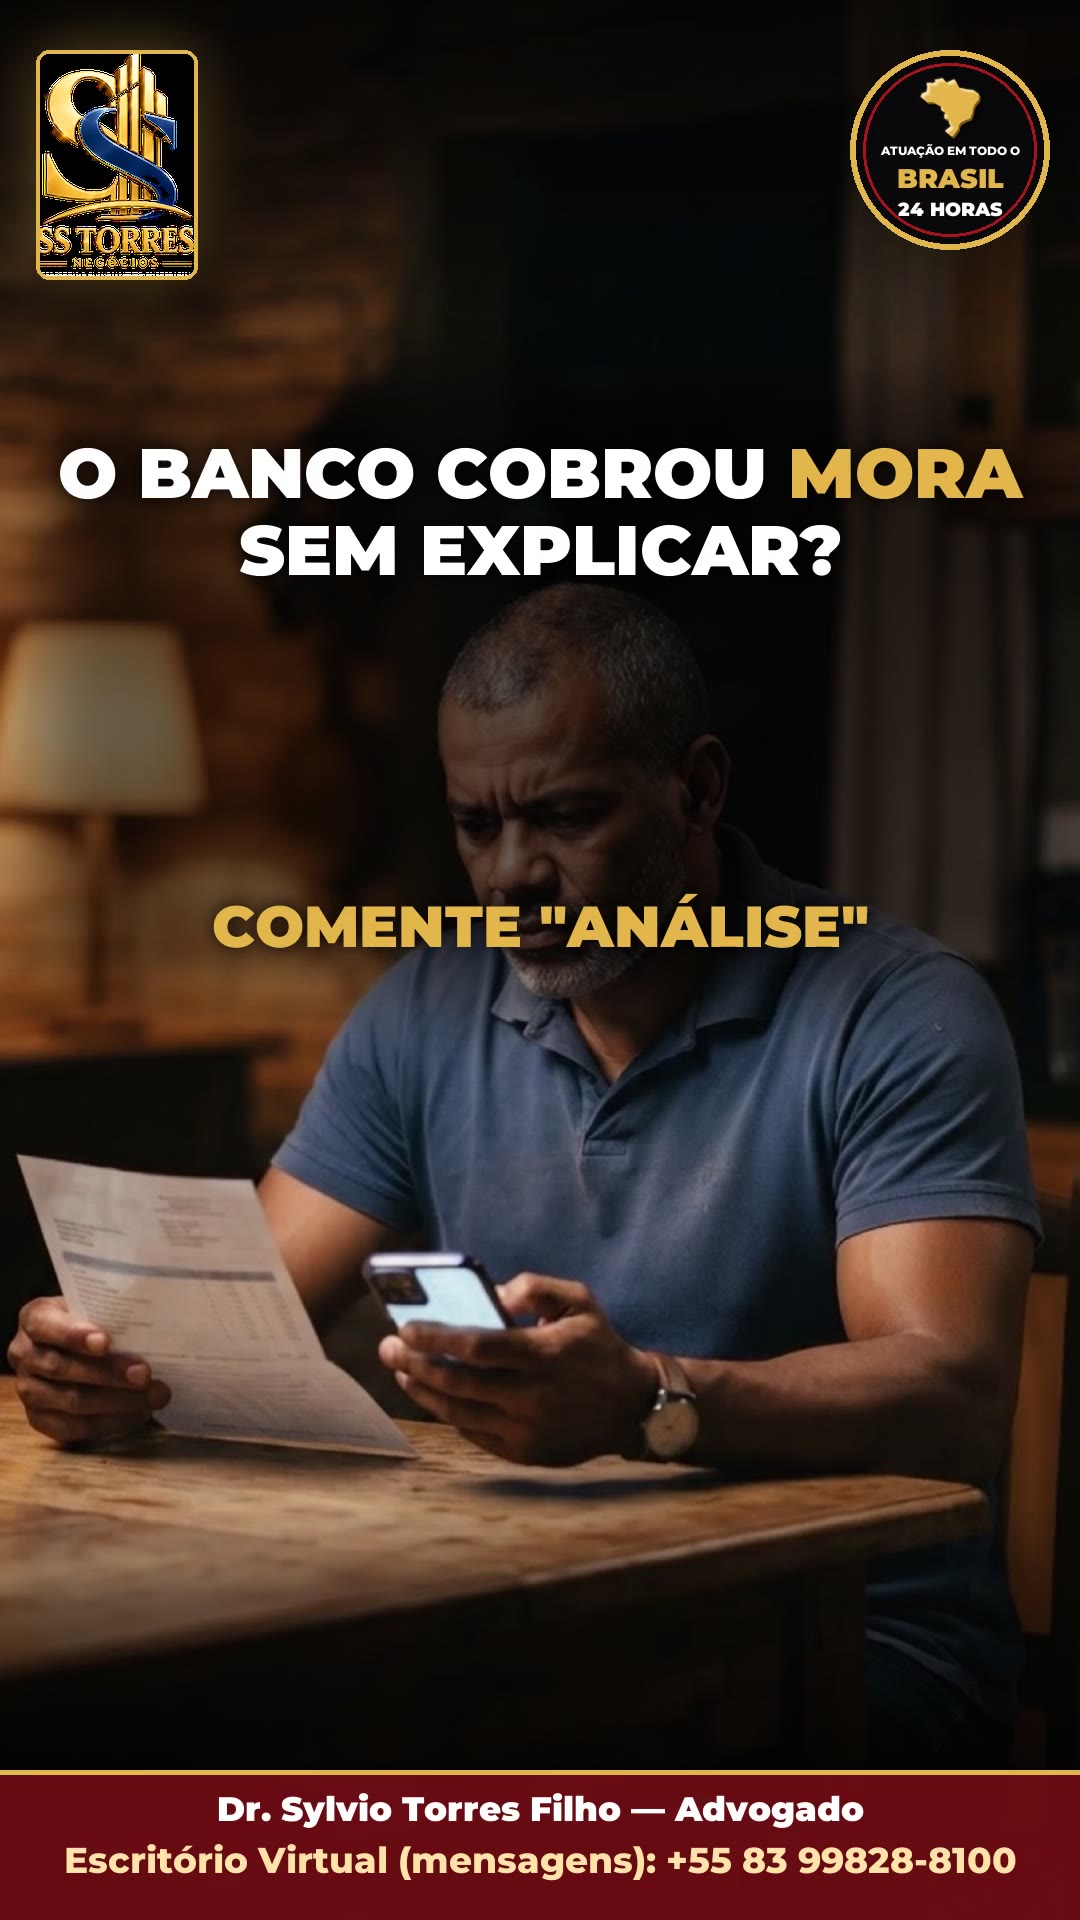 SS TORRES
NEGÓCIOS
ATUAÇÃO EM TODO O
BRASIL
24 HORAS
O BANCO COBROU MORA
SEM EXPLICAR?
COMENTE "ANÁLISE"
Dr. Sylvio Torres Filho — Advogado
Escritório Virtual (mensagens): +55 83 99828-8100